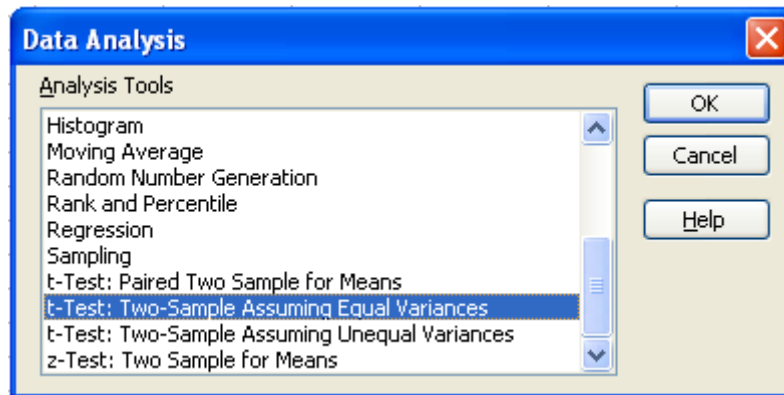 Data Analysis
Analysis Tools
Histogram
Moving Average
Random Number Generation
Rank and Percentile
Regression
Sampling
t-Test: Paired Two Sample for Means
t-Test: Two-Sample Assuming Equal Variances
t-Test: Two-Sample Assuming Unequal Variances
z-Test: Two Sample for Means
OK
Cancel
Help